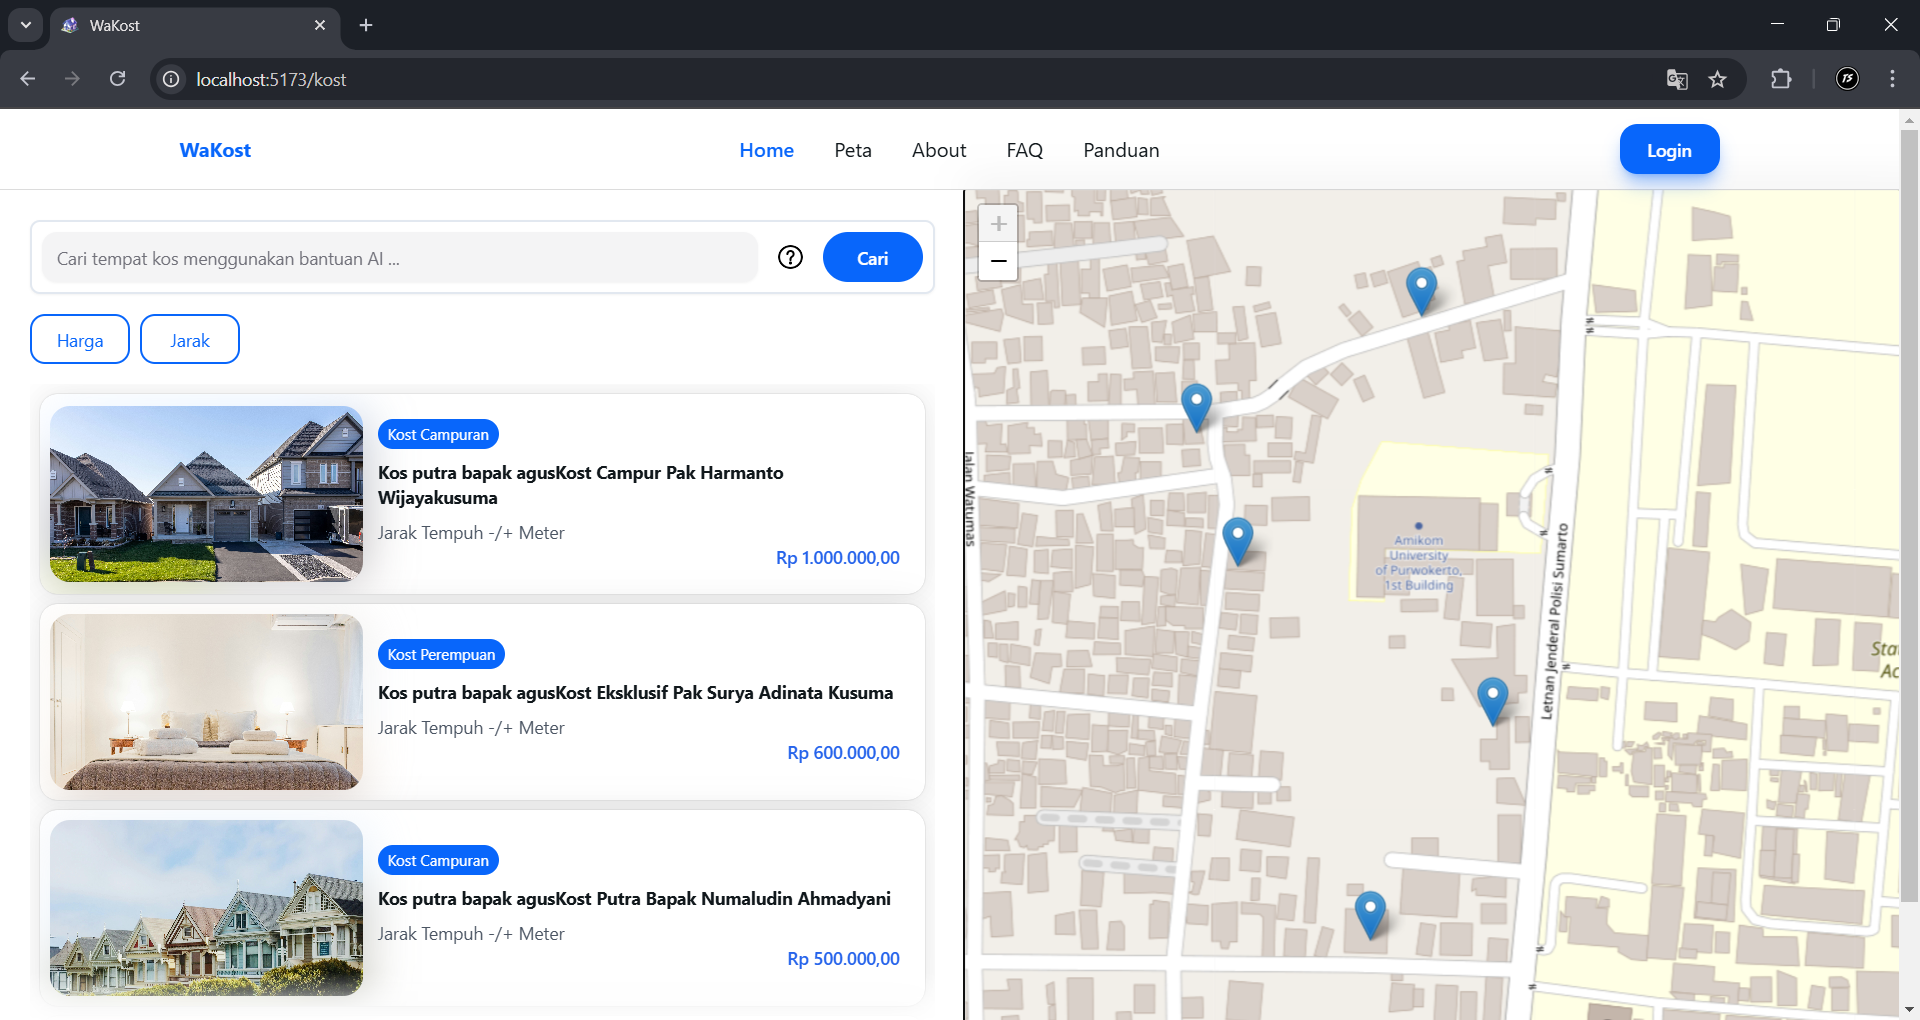 WaKost
localhost:5173/kost
WaKost
Home
Peta
About
FAQ
Panduan
Login
Cari tempat kos menggunakan bantuan AI ...
Cari
Harga
Jarak
Kost Campuran
Kos putra bapak agusKost Campur Pak Harmanto
Wijayakusuma
Jarak Tempuh -/+ Meter
Rp 1.000.000,00
Kost Perempuan
Kos putra bapak agusKost Eksklusif Pak Surya Adinata Kusuma
Jarak Tempuh -/+ Meter
Rp 600.000,00
Kost Campuran
Kos putra bapak agusKost Putra Bapak Numaludin Ahmadyani
Jarak Tempuh -/+ Meter
Rp 500.000,00
+
−
Jalan Watumas
Amikom
University
of Purwokerto,
1st Building
Letnan Jenderal Polisi Sumarto
Sta
Ac